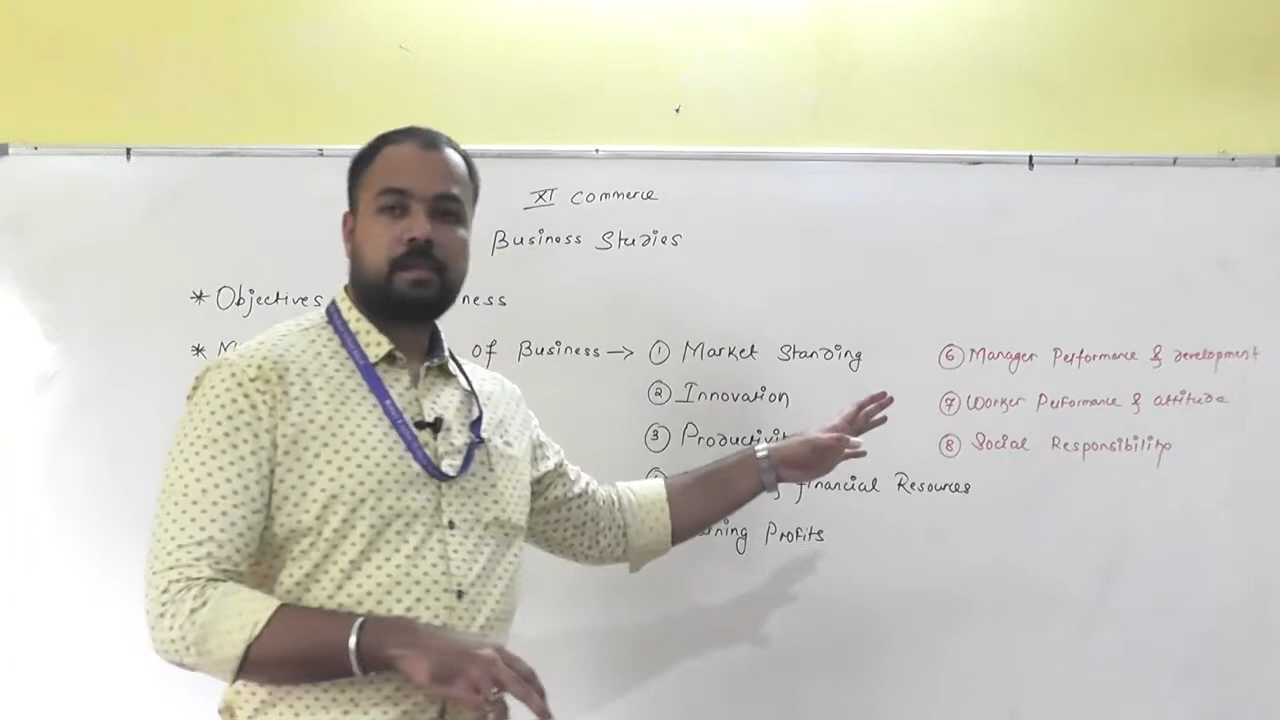 XI Commerce
Business Studies
* Objectives ness
* of Business → ① Market Standing
② Innovation
③ Productivit
financial Resources
ning Profits
⑥ Manager Performance & development
⑦ Worker Performance & attitude
⑧ Social Responsibility